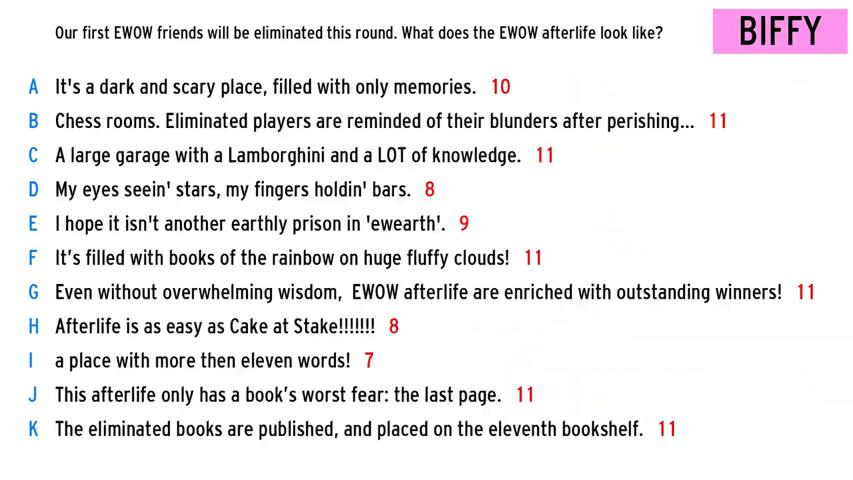 Our first EWOW friends will be eliminated this round. What does the EWOW afterlife look like?
BIFFY
A It's a dark and scary place, filled with only memories. 10
B Chess rooms. Eliminated players are reminded of their blunders after perishing... 11
C A large garage with a Lamborghini and a LOT of knowledge. 11
D My eyes seein' stars, my fingers holdin' bars. 8
E I hope it isn't another earthly prison in 'ewearth'. 9
F It’s filled with books of the rainbow on huge fluffy clouds! 11
G Even without overwhelming wisdom,  EWOW afterlife are enriched with outstanding winners! 11
H Afterlife is as easy as Cake at Stake!!!!!!! 8
I a place with more then eleven words! 7
J This afterlife only has a book’s worst fear: the last page. 11
K The eliminated books are published, and placed on the eleventh bookshelf. 11